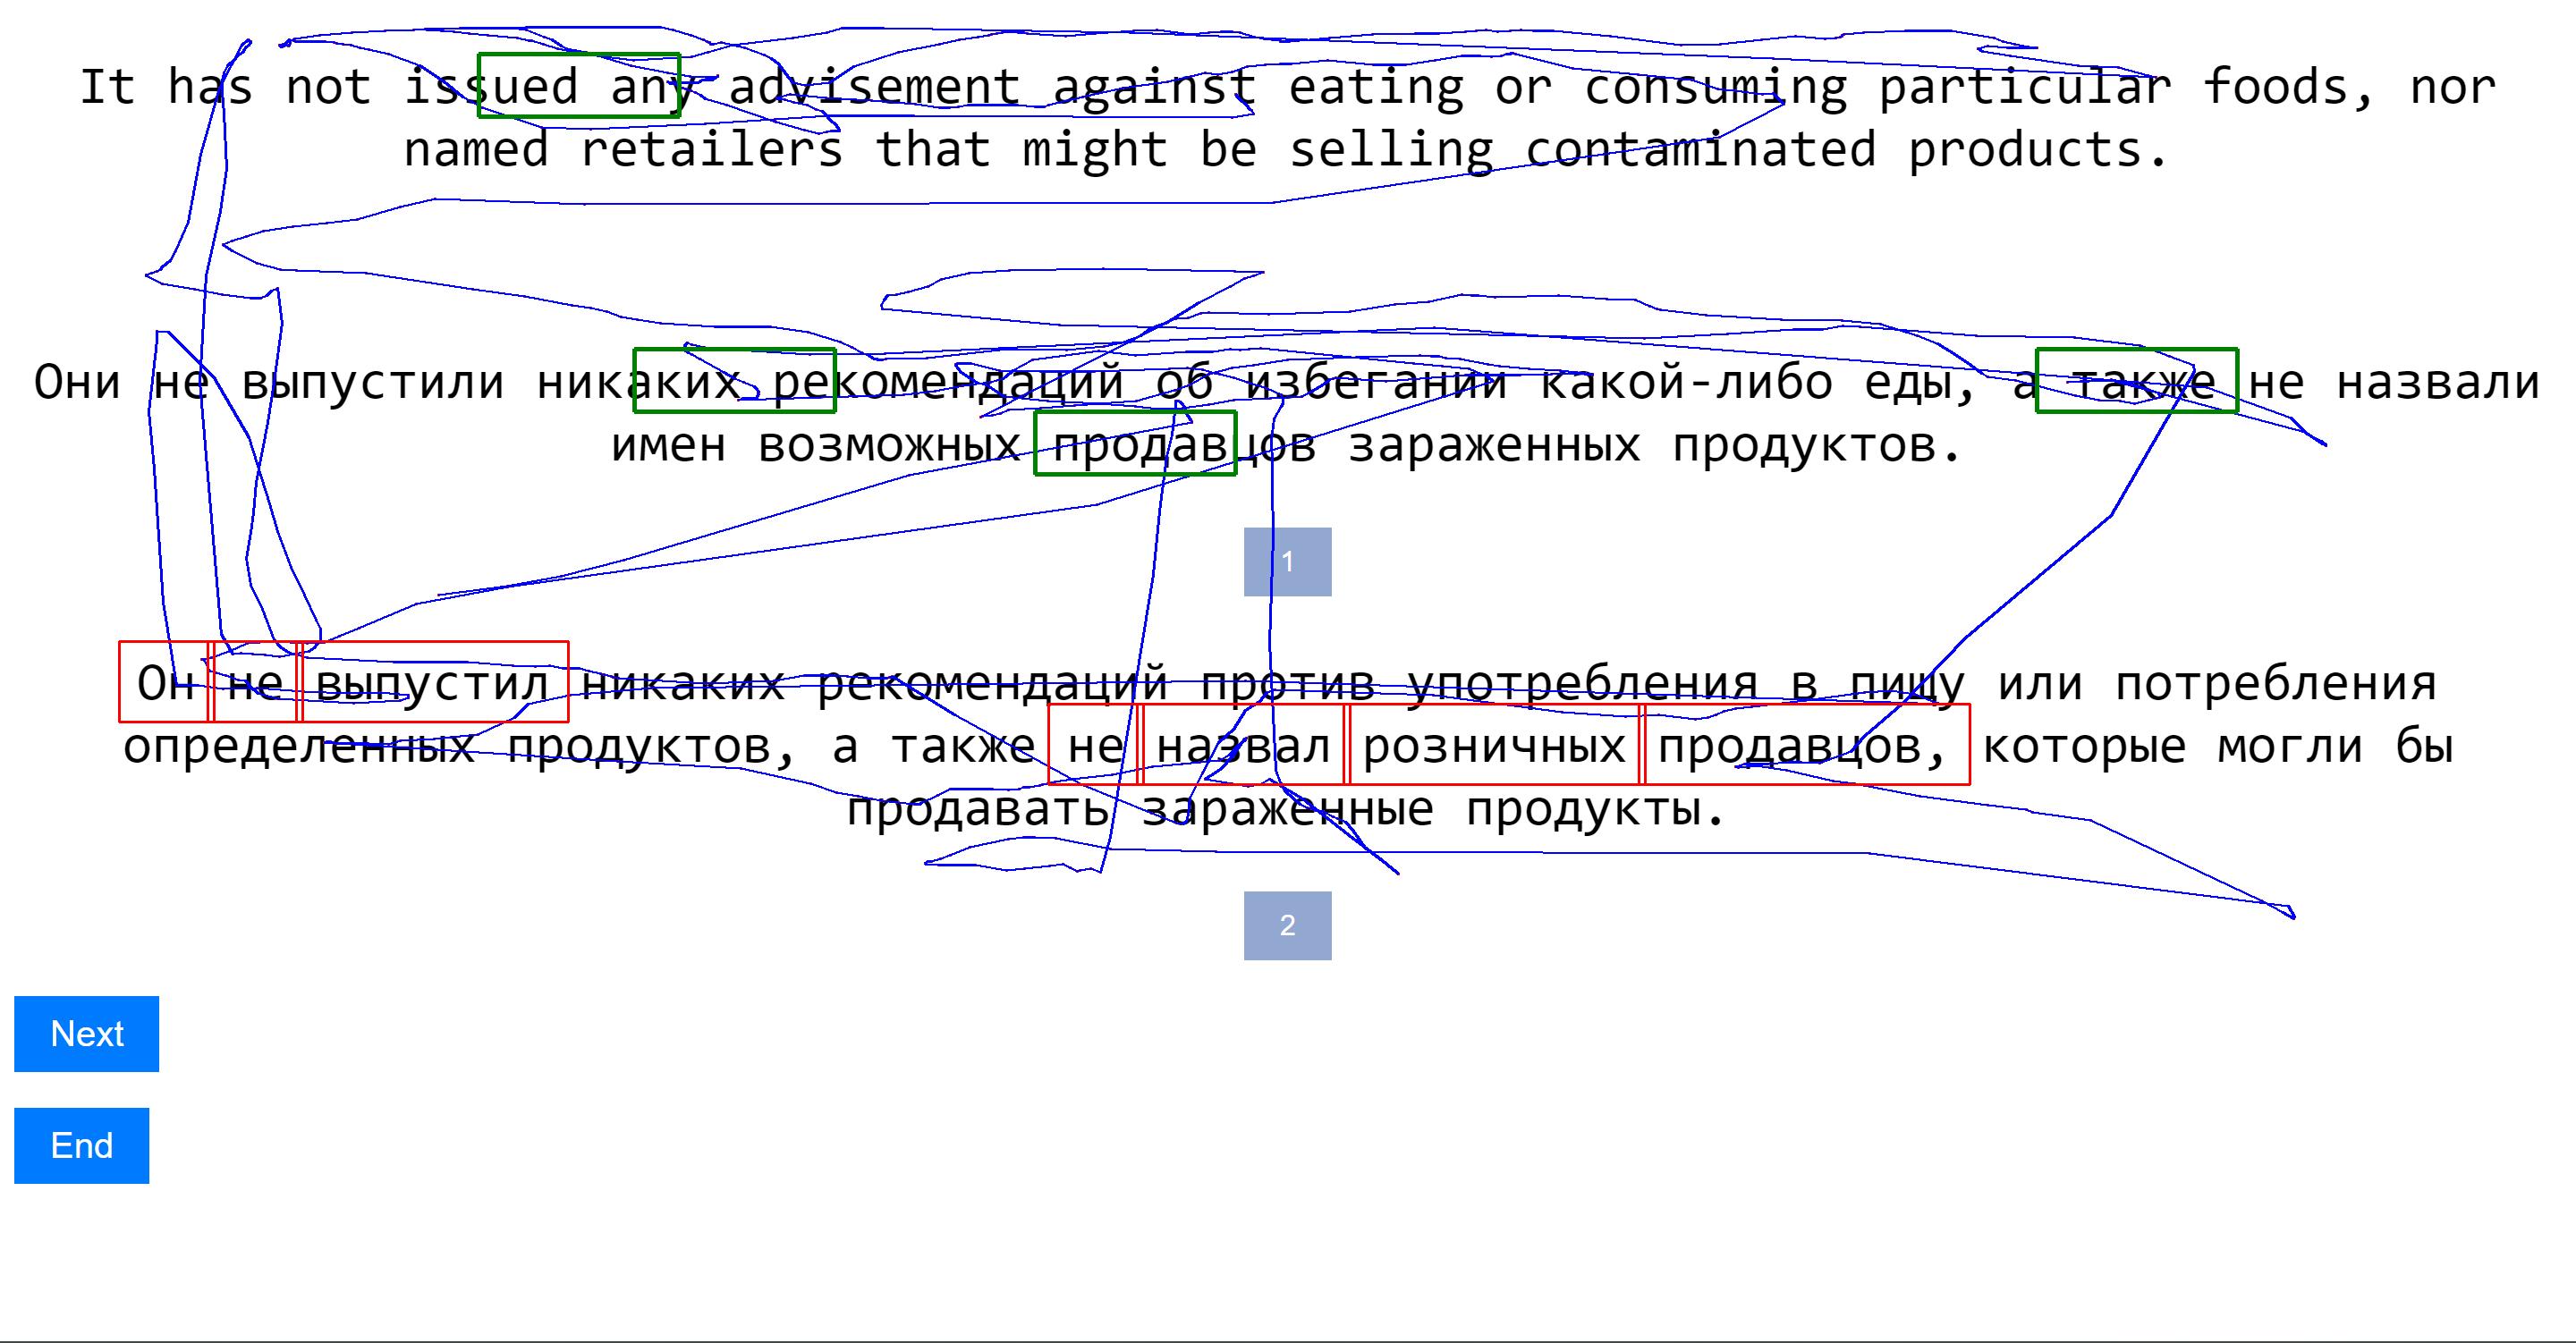 It has not issued any advisement against eating or consuming particular foods, nor
named retailers that might be selling contaminated products.
Они не выпустили никаких рекомендаций об избегании какой-либо еды, а также не назвали
имен возможных продавцов зараженных продуктов.
1
Он не выпустил никаких рекомендаций против употребления в пищу или потребления
определенных продуктов, а также не назвал розничных продавцов, которые могли бы
продавать зараженные продукты.
2
Next
End